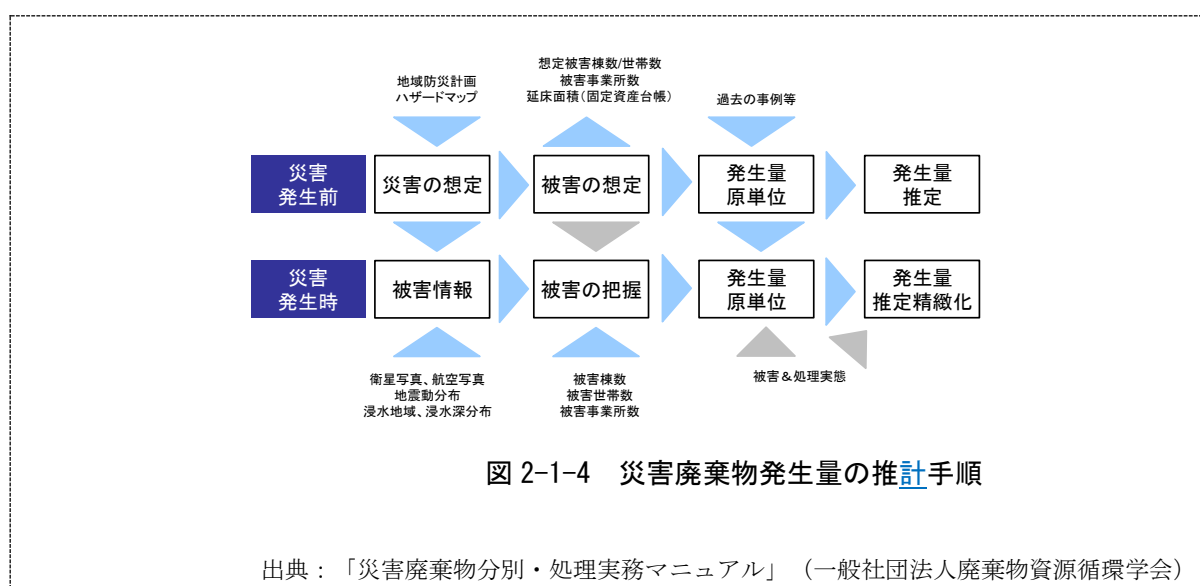 地域防災計画
ハザードマップ
想定被害棟数/世帯数
被害事業所数
延床面積(固定資産台帳)
過去の事例等
災害
発生前
災害の想定
被害の想定
発生量
原単位
発生量
推定
災害
発生時
被害情報
被害の把握
発生量
原単位
発生量
推定精緻化
衛星写真、航空写真
地震動分布
浸水地域、浸水深分布
被害棟数
被害世帯数
被害事業所数
被害&処理実態
図 2-1-4 災害廃棄物発生量の推計手順
出典:「災害廃棄物分別・処理実務マニュアル」(一般社団法人廃棄物資源循環学会)